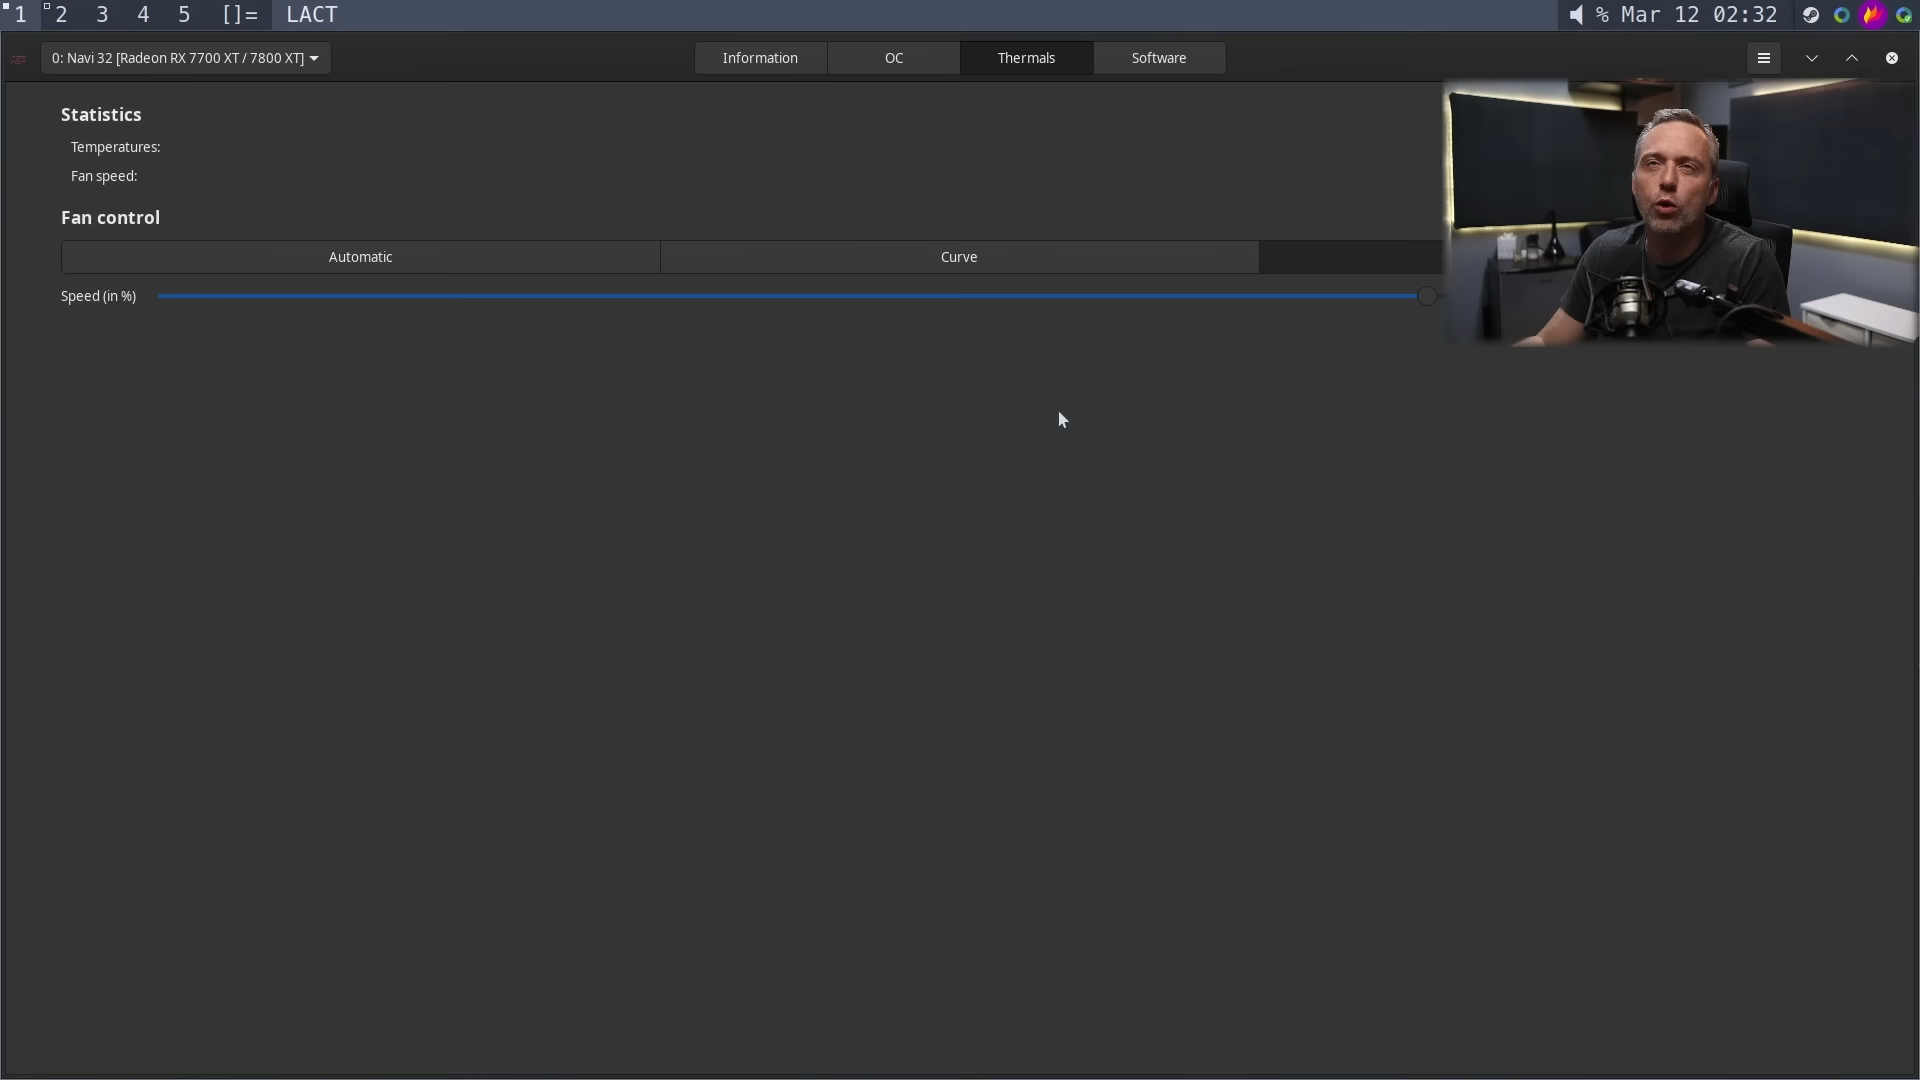 1 2 3 4 5 []= LACT % Mar 12 02:32
0: Navi 32 [Radeon RX 7700 XT / 7800 XT] Information OC Thermals Software
Statistics
Temperatures:
Fan speed:
Fan control
Automatic Curve
Speed (in %)